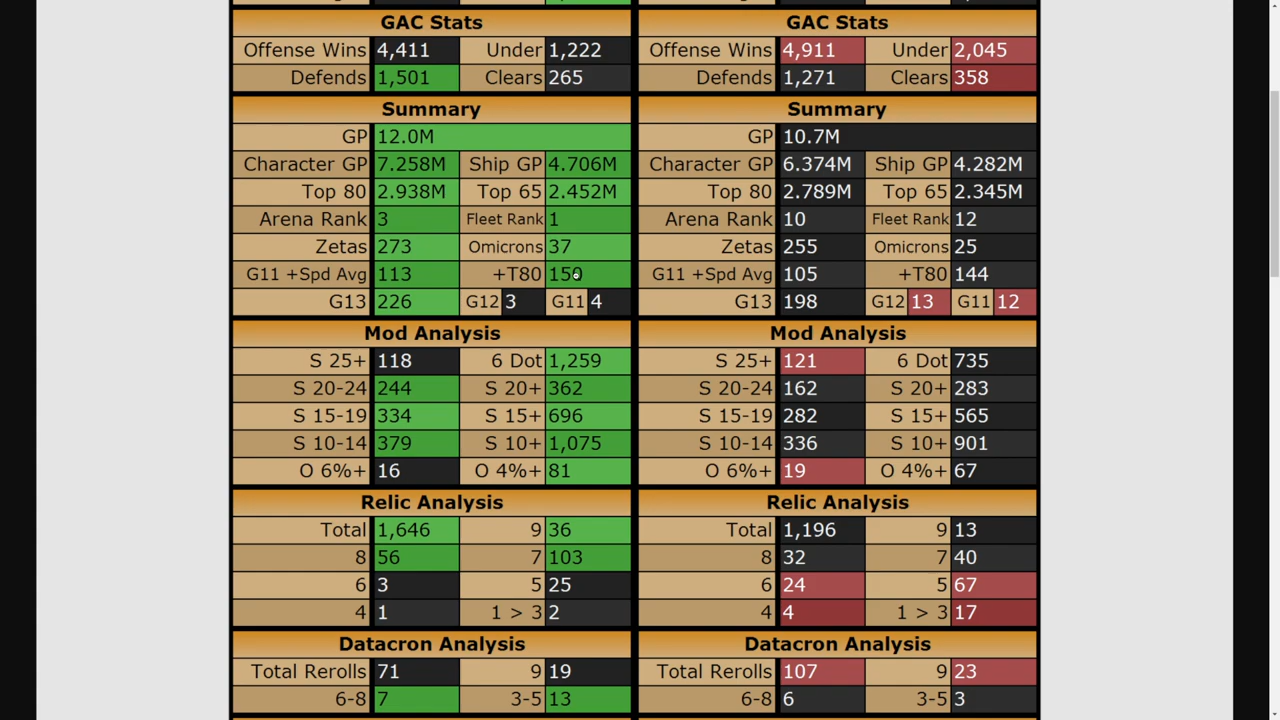 GAC Stats
Offense Wins 4,411 Under 1,222
Defends 1,501 Clears 265
Summary
GP 12.0M
Character GP 7.258M Ship GP 4.706M
Top 80 2.938M Top 65 2.452M
Arena Rank 3 Fleet Rank 1
Zetas 273 Omicrons 37
G11 +Spd Avg 113 +T80 150
G13 226 G12 3 G11 4
Mod Analysis
S 25+ 118 6 Dot 1,259
S 20-24 244 S 20+ 362
S 15-19 334 S 15+ 696
S 10-14 379 S 10+ 1,075
O 6%+ 16 O 4%+ 81
Relic Analysis
Total 1,646 9 36
8 56 7 103
6 3 5 25
4 1 1 > 3 2
Datacron Analysis
Total Rerolls 71 9 19
6-8 7 3-5 13
GAC Stats
Offense Wins 4,911 Under 2,045
Defends 1,271 Clears 358
Summary
GP 10.7M
Character GP 6.374M Ship GP 4.282M
Top 80 2.789M Top 65 2.345M
Arena Rank 10 Fleet Rank 12
Zetas 255 Omicrons 25
G11 +Spd Avg 105 +T80 144
G13 198 G12 13 G11 12
Mod Analysis
S 25+ 121 6 Dot 735
S 20-24 162 S 20+ 283
S 15-19 282 S 15+ 565
S 10-14 336 S 10+ 901
O 6%+ 19 O 4%+ 67
Relic Analysis
Total 1,196 9 13
8 32 7 40
6 24 5 67
4 4 1 > 3 17
Datacron Analysis
Total Rerolls 107 9 23
6-8 6 3-5 3